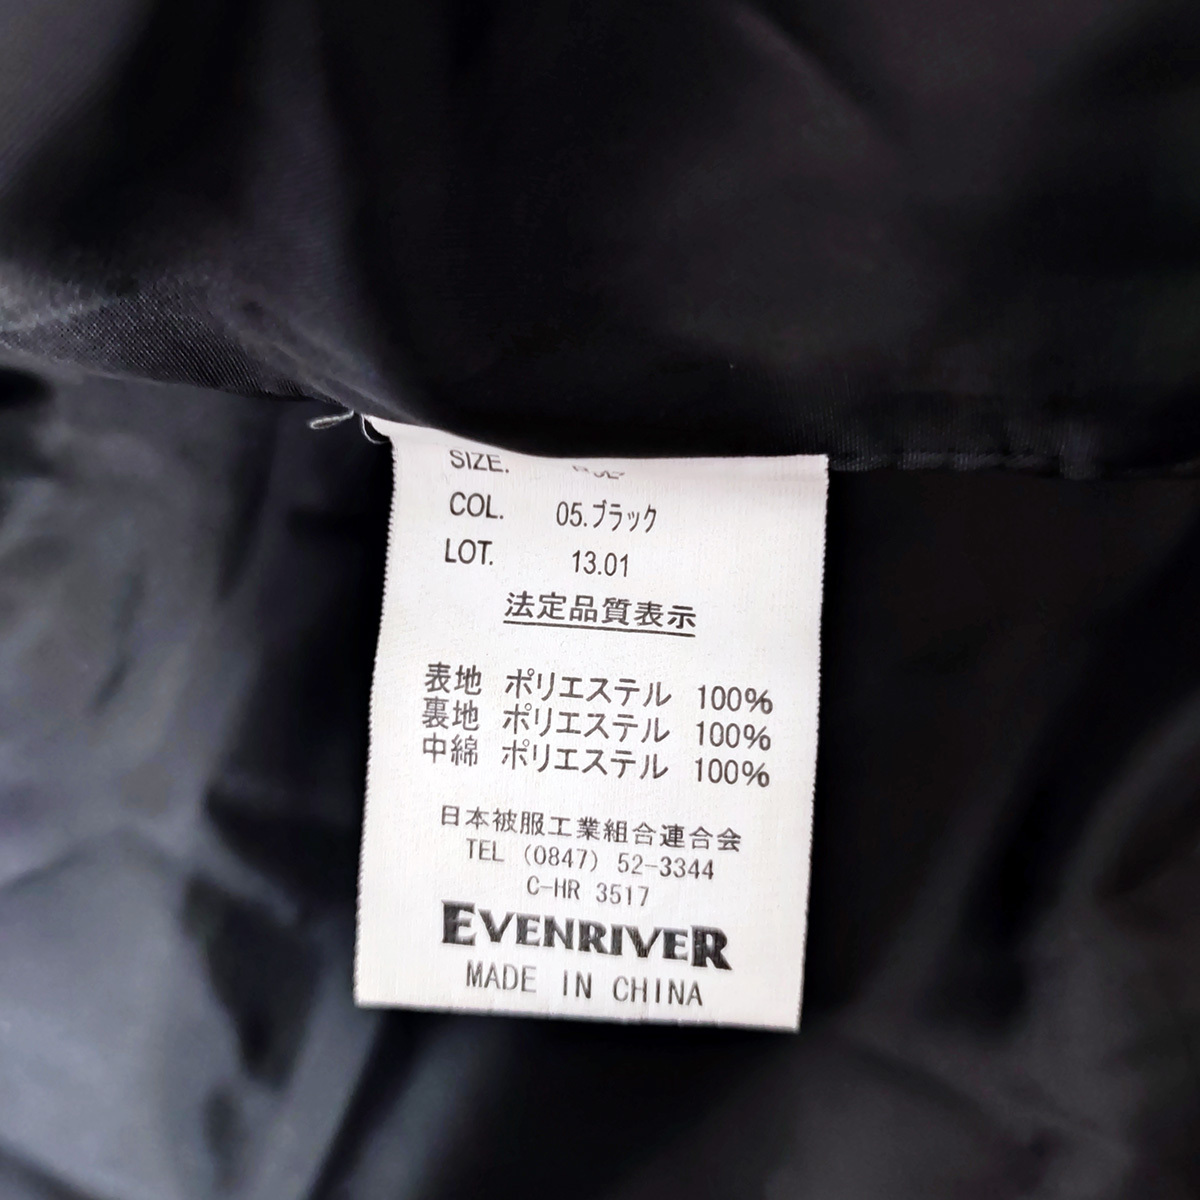 SIZE.
COL. 05.ブラック
LOT. 13.01
法定品質表示
表地 ポリエステル 100%
裏地 ポリエステル 100%
中綿 ポリエステル 100%
日本被服工業組合連合会
TEL (0847) 52-3344
C-HR 3517
EVENRIVER
MADE IN CHINA